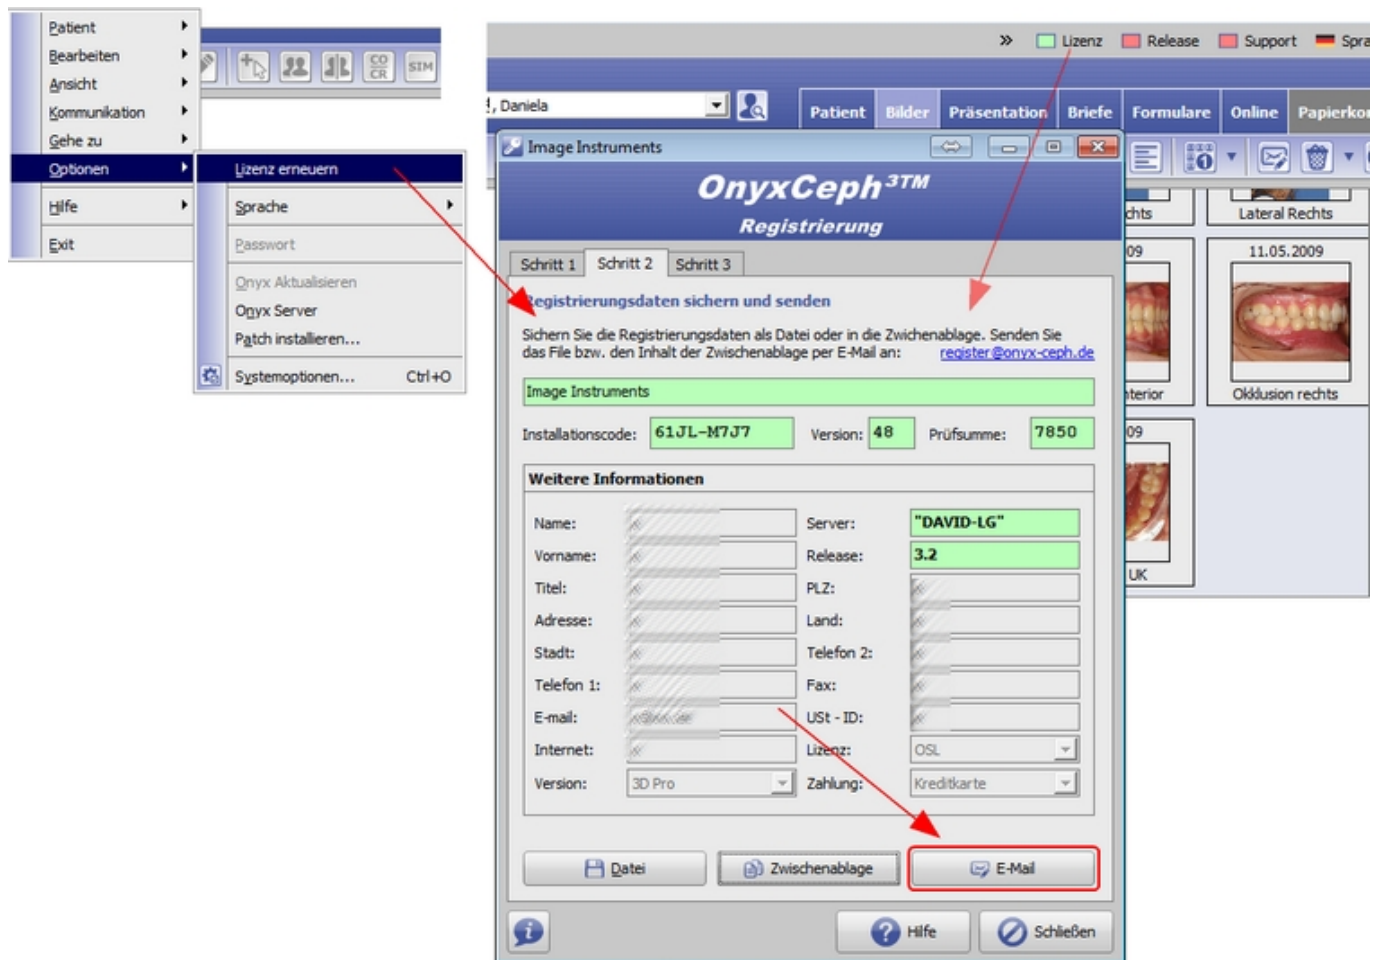 Patient
Bearbeiten
Ansicht
Kommunikation
Gehe zu
Optionen
Hilfe
Exit
CO
CR
SIM
Lizenz erneuern
Sprache
Passwort
Onyx Aktualisieren
Onyx Server
Patch installieren...
Systemoptionen... Ctrl+O
» Lizenz Release Support Spra
, Daniela
Patient Bilder Präsentation Briefe Formulare Online Papierkor
Image Instruments
OnyxCeph³TM
Registrierung
Schritt 1 Schritt 2 Schritt 3
Registrierungsdaten sichern und senden
Sichern Sie die Registrierungsdaten als Datei oder in die Zwichenablage. Senden Sie
das File bzw. den Inhalt der Zwischenablage per E-Mail an: register@onyx-ceph.de
Image Instruments
Installationscode: 61JL-M7J7 Version: 48 Prüfsumme: 7850
Weitere Informationen
Name: Server: "DAVID-LG"
Vorname: Release: 3.2
Titel: PLZ:
Adresse: Land:
Stadt: Telefon 2:
Telefon 1: Fax:
E-mail: USt - ID:
Internet: Lizenz: OSL
Version: 3D Pro Zahlung: Kreditkarte
Datei Zwischenablage E-Mail
Hilfe Schließen
chts Lateral Rechts
09 11.05.2009
nterior Okklusion rechts
09
UK